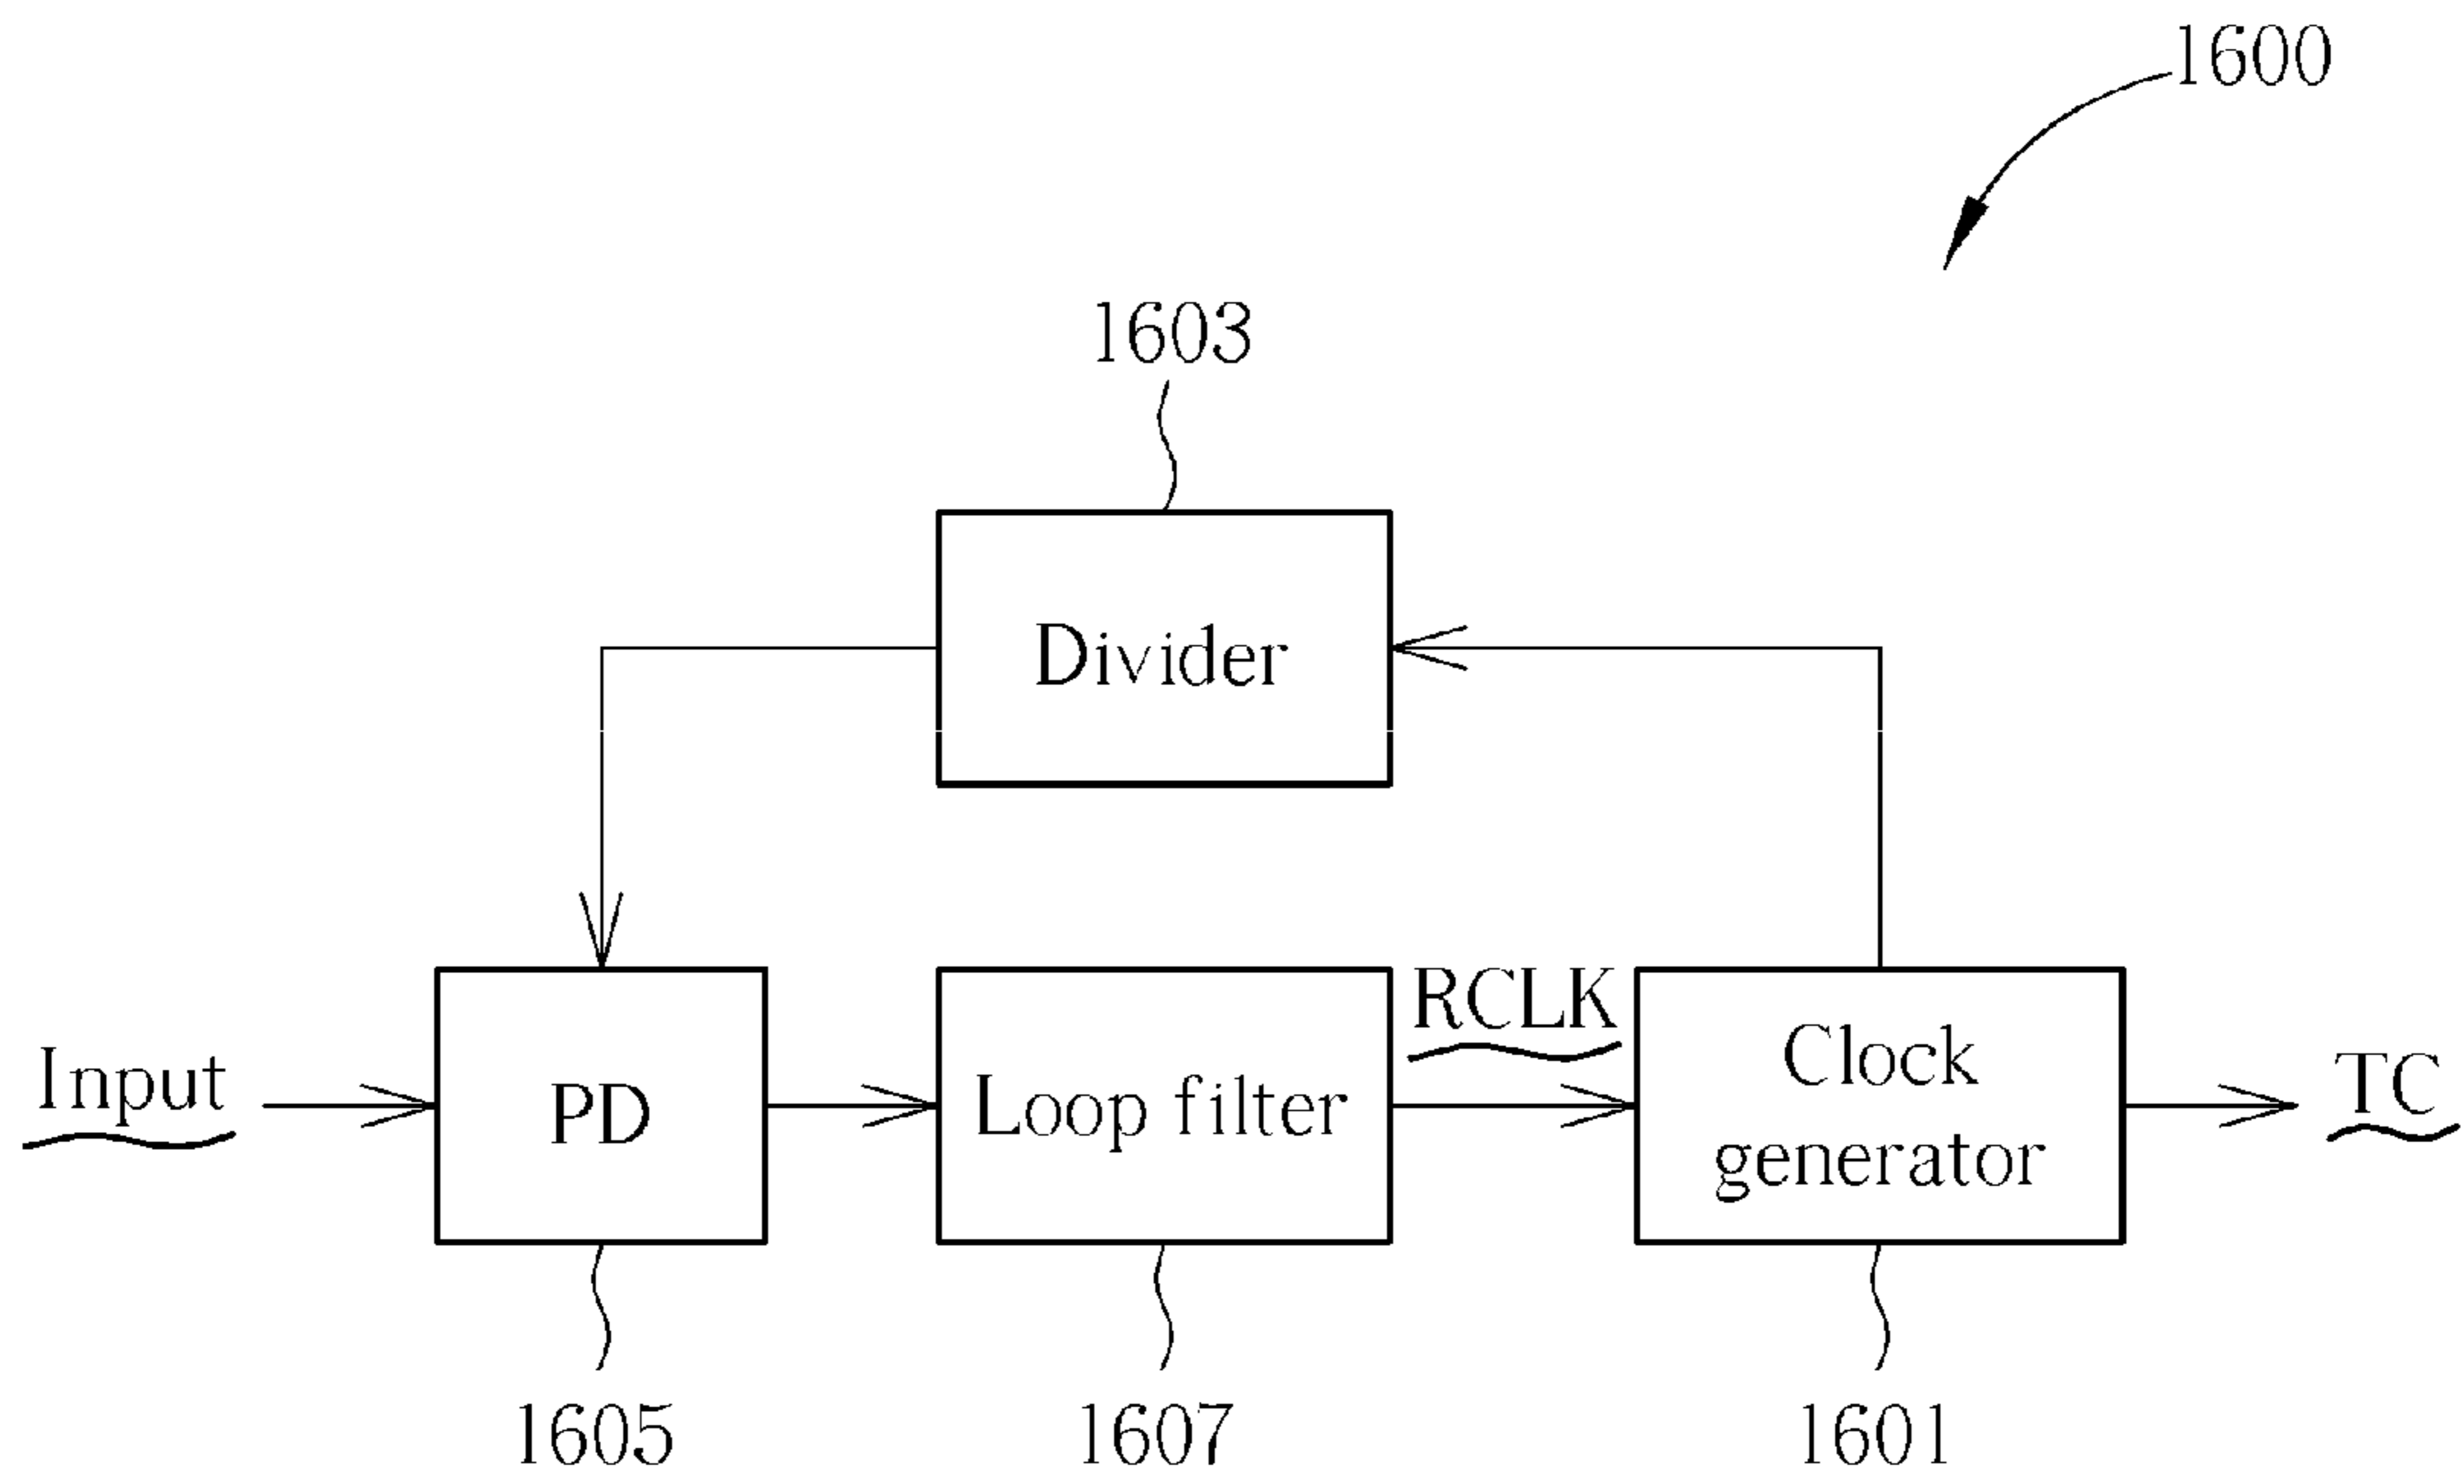 1600
1603
Divider
RCLK
Input
PD
Loop filter
Clock
generator
TC
1605
1607
1601